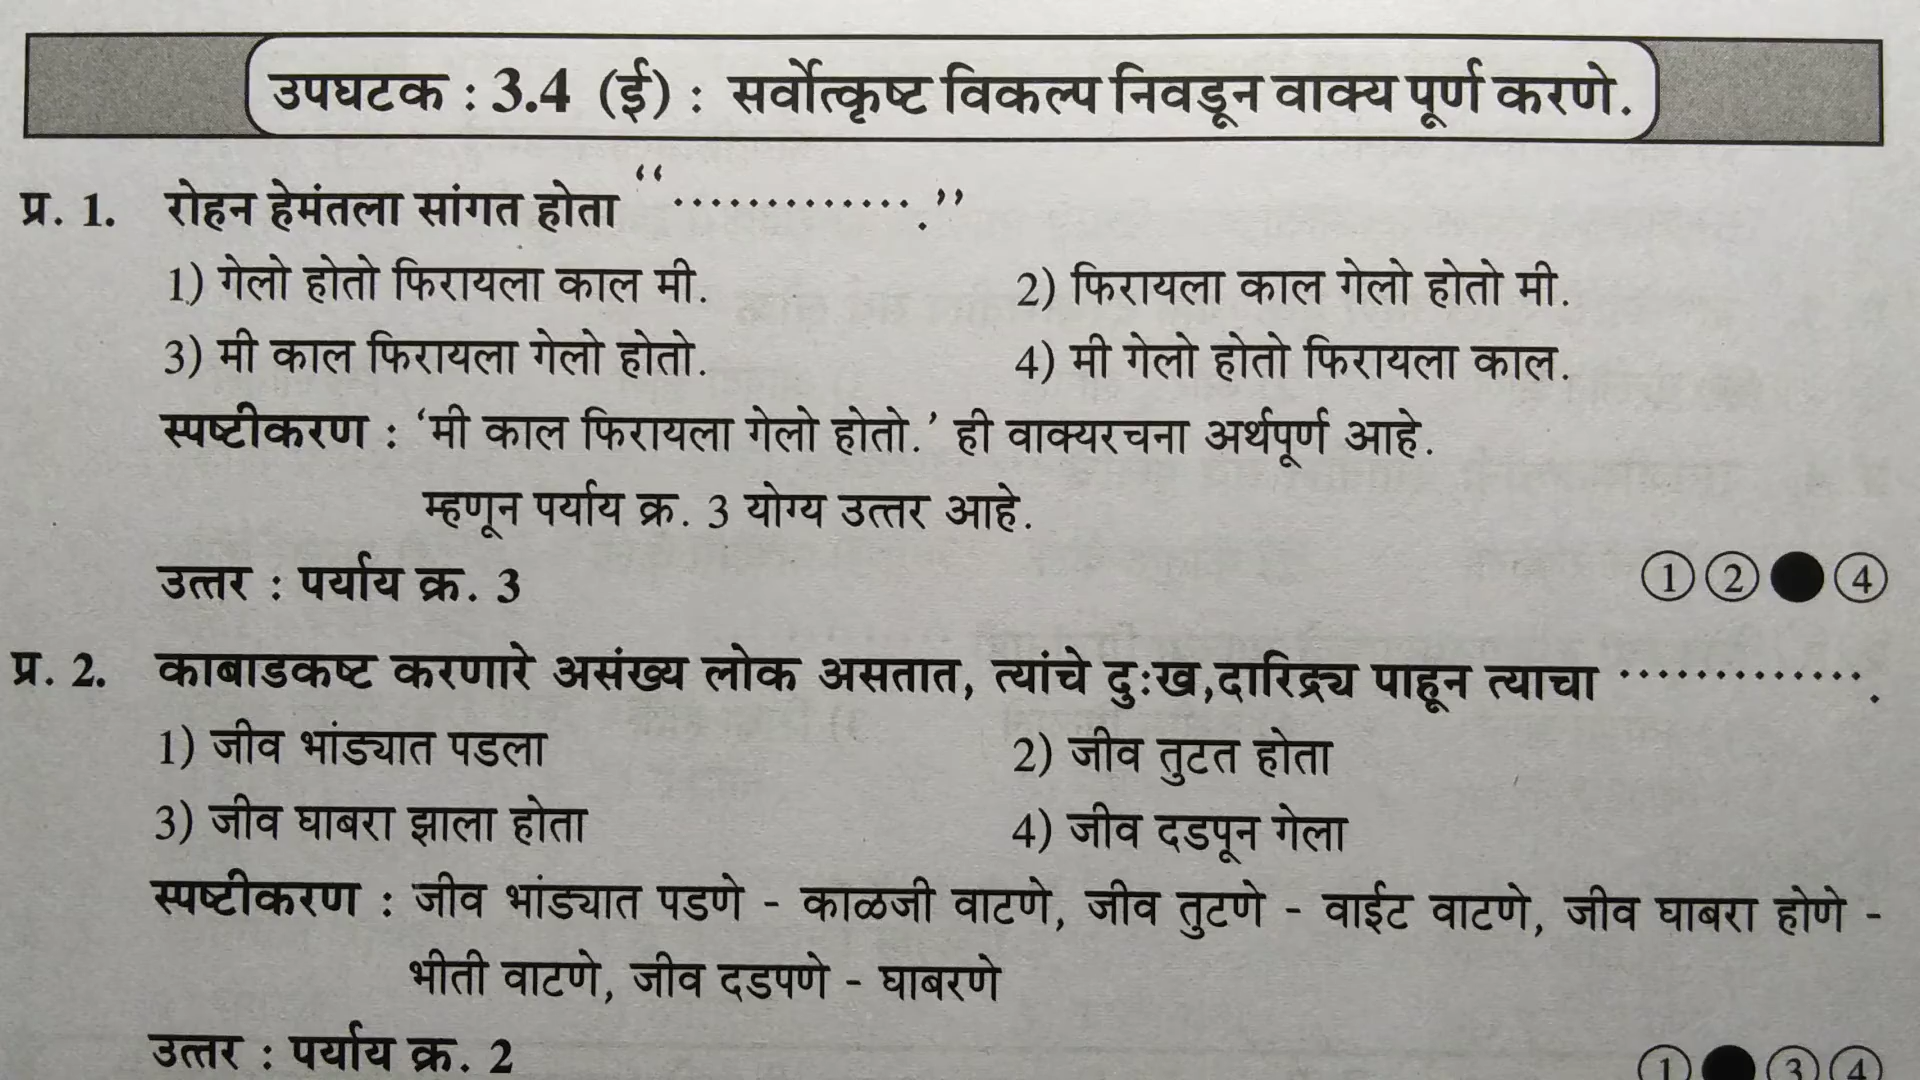 उपघटक : 3.4 (ई) : सर्वोत्कृष्ट विकल्प निवडून वाक्य पूर्ण करणे.
प्र. 1. रोहन हेमंतला सांगत होता “ ............. .”
1) गेलो होतो फिरायला काल मी. 2) फिरायला काल गेलो होतो मी.
3) मी काल फिरायला गेलो होतो. 4) मी गेलो होतो फिरायला काल.
स्पष्टीकरण : ‘मी काल फिरायला गेलो होतो.’ ही वाक्यरचना अर्थपूर्ण आहे.
म्हणून पर्याय क्र. 3 योग्य उत्तर आहे.
उत्तर : पर्याय क्र. 3 ① ② ● ④
प्र. 2. काबाडकष्ट करणारे असंख्य लोक असतात, त्यांचे दुःख,दारिद्र्य पाहून त्याचा ............. .
1) जीव भांड्यात पडला 2) जीव तुटत होता
3) जीव घाबरा झाला होता 4) जीव दडपून गेला
स्पष्टीकरण : जीव भांड्यात पडणे - काळजी वाटणे, जीव तुटणे - वाईट वाटणे, जीव घाबरा होणे -
भीती वाटणे, जीव दडपणे - घाबरणे
उत्तर : पर्याय क्र. 2 ① ● ③ ④